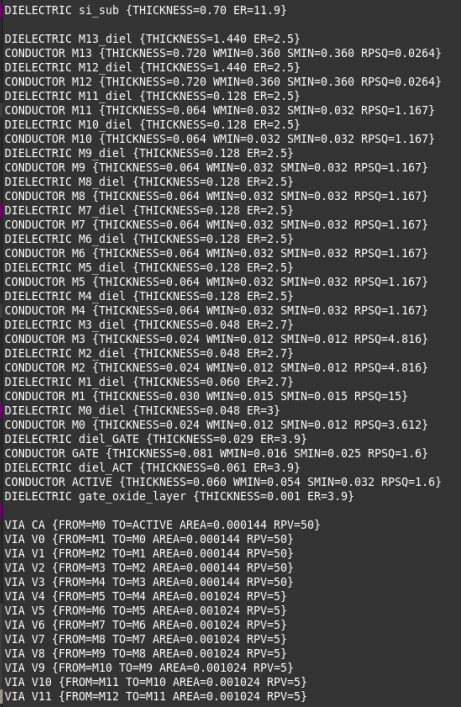 DIELECTRIC si_sub {THICKNESS=0.70 ER=11.9}
DIELECTRIC M13_diel {THICKNESS=1.440 ER=2.5}
CONDUCTOR M13 {THICKNESS=0.720 WMIN=0.360 SMIN=0.360 RPSQ=0.0264}
DIELECTRIC M12_diel {THICKNESS=1.440 ER=2.5}
CONDUCTOR M12 {THICKNESS=0.720 WMIN=0.360 SMIN=0.360 RPSQ=0.0264}
DIELECTRIC M11_diel {THICKNESS=0.128 ER=2.5}
CONDUCTOR M11 {THICKNESS=0.064 WMIN=0.032 SMIN=0.032 RPSQ=1.167}
DIELECTRIC M10_diel {THICKNESS=0.128 ER=2.5}
CONDUCTOR M10 {THICKNESS=0.064 WMIN=0.032 SMIN=0.032 RPSQ=1.167}
DIELECTRIC M9_diel {THICKNESS=0.128 ER=2.5}
CONDUCTOR M9 {THICKNESS=0.064 WMIN=0.032 SMIN=0.032 RPSQ=1.167}
DIELECTRIC M8_diel {THICKNESS=0.128 ER=2.5}
CONDUCTOR M8 {THICKNESS=0.064 WMIN=0.032 SMIN=0.032 RPSQ=1.167}
DIELECTRIC M7_diel {THICKNESS=0.128 ER=2.5}
CONDUCTOR M7 {THICKNESS=0.064 WMIN=0.032 SMIN=0.032 RPSQ=1.167}
DIELECTRIC M6_diel {THICKNESS=0.128 ER=2.5}
CONDUCTOR M6 {THICKNESS=0.064 WMIN=0.032 SMIN=0.032 RPSQ=1.167}
DIELECTRIC M5_diel {THICKNESS=0.128 ER=2.5}
CONDUCTOR M5 {THICKNESS=0.064 WMIN=0.032 SMIN=0.032 RPSQ=1.167}
DIELECTRIC M4_diel {THICKNESS=0.128 ER=2.5}
CONDUCTOR M4 {THICKNESS=0.064 WMIN=0.032 SMIN=0.032 RPSQ=1.167}
DIELECTRIC M3_diel {THICKNESS=0.048 ER=2.7}
CONDUCTOR M3 {THICKNESS=0.024 WMIN=0.012 SMIN=0.012 RPSQ=4.816}
DIELECTRIC M2_diel {THICKNESS=0.048 ER=2.7}
CONDUCTOR M2 {THICKNESS=0.024 WMIN=0.012 SMIN=0.012 RPSQ=4.816}
DIELECTRIC M1_diel {THICKNESS=0.060 ER=2.7}
CONDUCTOR M1 {THICKNESS=0.030 WMIN=0.015 SMIN=0.015 RPSQ=15}
DIELECTRIC M0_diel {THICKNESS=0.048 ER=3}
CONDUCTOR M0 {THICKNESS=0.024 WMIN=0.012 SMIN=0.012 RPSQ=3.612}
DIELECTRIC diel_GATE {THICKNESS=0.029 ER=3.9}
CONDUCTOR GATE {THICKNESS=0.081 WMIN=0.016 SMIN=0.025 RPSQ=1.6}
DIELECTRIC diel_ACT {THICKNESS=0.061 ER=3.9}
CONDUCTOR ACTIVE {THICKNESS=0.060 WMIN=0.054 SMIN=0.032 RPSQ=1.6}
DIELECTRIC gate_oxide_layer {THICKNESS=0.001 ER=3.9}
VIA CA {FROM=M0 TO=ACTIVE AREA=0.000144 RPV=50}
VIA V0 {FROM=M1 TO=M0 AREA=0.000144 RPV=50}
VIA V1 {FROM=M2 TO=M1 AREA=0.000144 RPV=50}
VIA V2 {FROM=M3 TO=M2 AREA=0.000144 RPV=50}
VIA V3 {FROM=M4 TO=M3 AREA=0.000144 RPV=50}
VIA V4 {FROM=M5 TO=M4 AREA=0.001024 RPV=5}
VIA V5 {FROM=M6 TO=M5 AREA=0.001024 RPV=5}
VIA V6 {FROM=M7 TO=M6 AREA=0.001024 RPV=5}
VIA V7 {FROM=M8 TO=M7 AREA=0.001024 RPV=5}
VIA V8 {FROM=M9 TO=M8 AREA=0.001024 RPV=5}
VIA V9 {FROM=M10 TO=M9 AREA=0.001024 RPV=5}
VIA V10 {FROM=M11 TO=M10 AREA=0.001024 RPV=5}
VIA V11 {FROM=M12 TO=M11 AREA=0.001024 RPV=5}